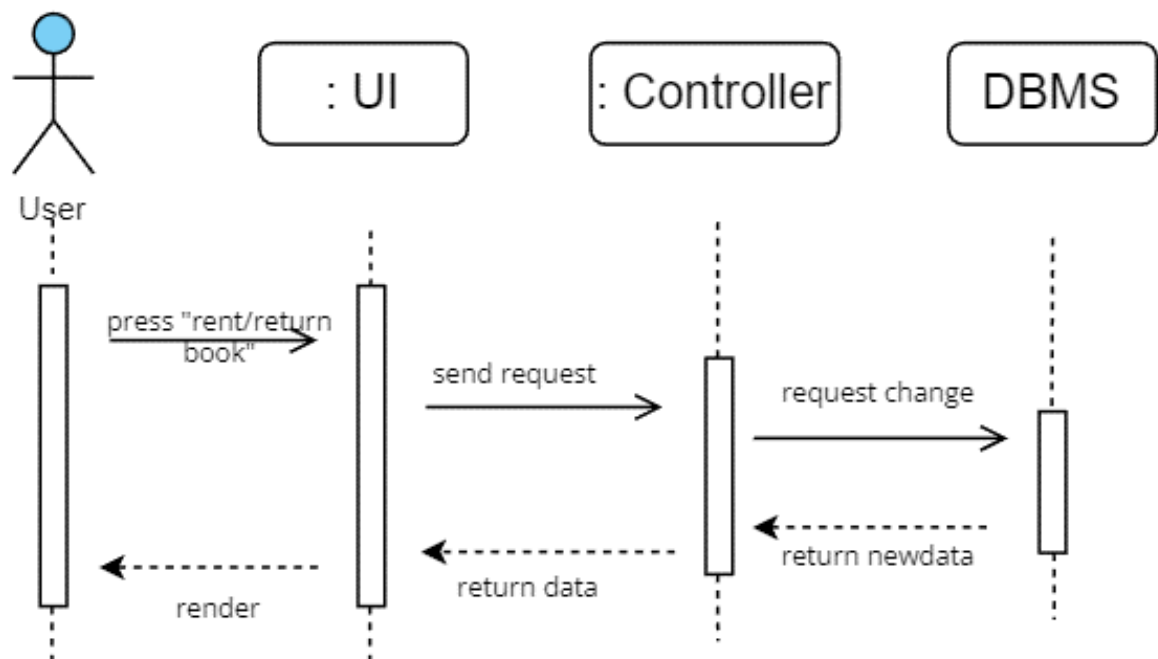 : UI
: Controller
DBMS
User
press "rent/return
book"
send request
request change
return newdata
return data
render